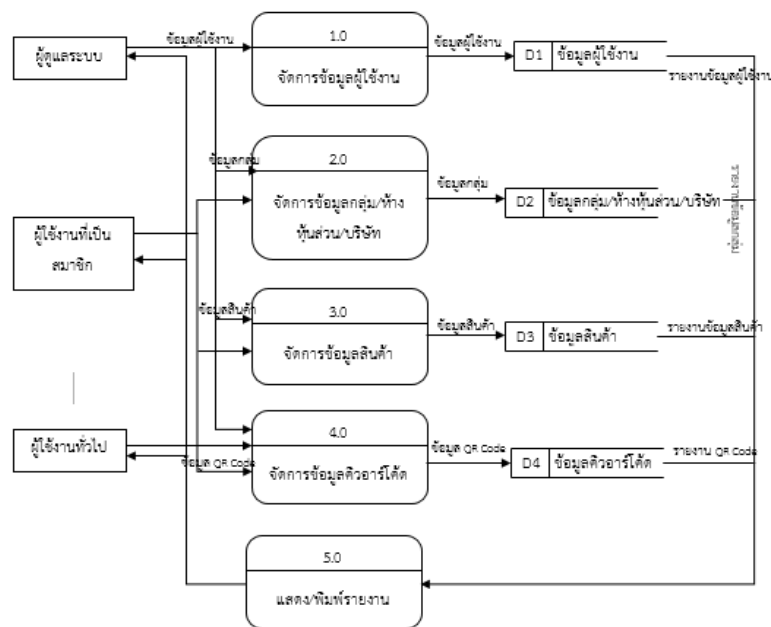 1.0
ผู้ดูแลระบบ
ข้อมูลผู้ใช้งาน
จัดการข้อมูลผู้ใช้งาน
ข้อมูลผู้ใช้งาน
D1 ข้อมูลผู้ใช้งาน
รายงานข้อมูลผู้ใช้งาน
2.0
ข้อมูลกลุ่ม
จัดการข้อมูลกลุ่ม/ห้าง
หุ้นส่วน/บริษัท
ข้อมูลกลุ่ม
D2 ข้อมูลกลุ่ม/ห้างหุ้นส่วน/บริษัท
รายงานข้อมูลกลุ่ม
ผู้ใช้งานที่เป็น
สมาชิก
3.0
ข้อมูลสินค้า
จัดการข้อมูลสินค้า
ข้อมูลสินค้า
D3 ข้อมูลสินค้า
รายงานข้อมูลสินค้า
4.0
ผู้ใช้งานทั่วไป
ข้อมูล QR Code
จัดการข้อมูลคิวอาร์โค้ด
ข้อมูล QR Code
D4 ข้อมูลคิวอาร์โค้ด
รายงาน QR Code
5.0
แสดง/พิมพ์รายงาน